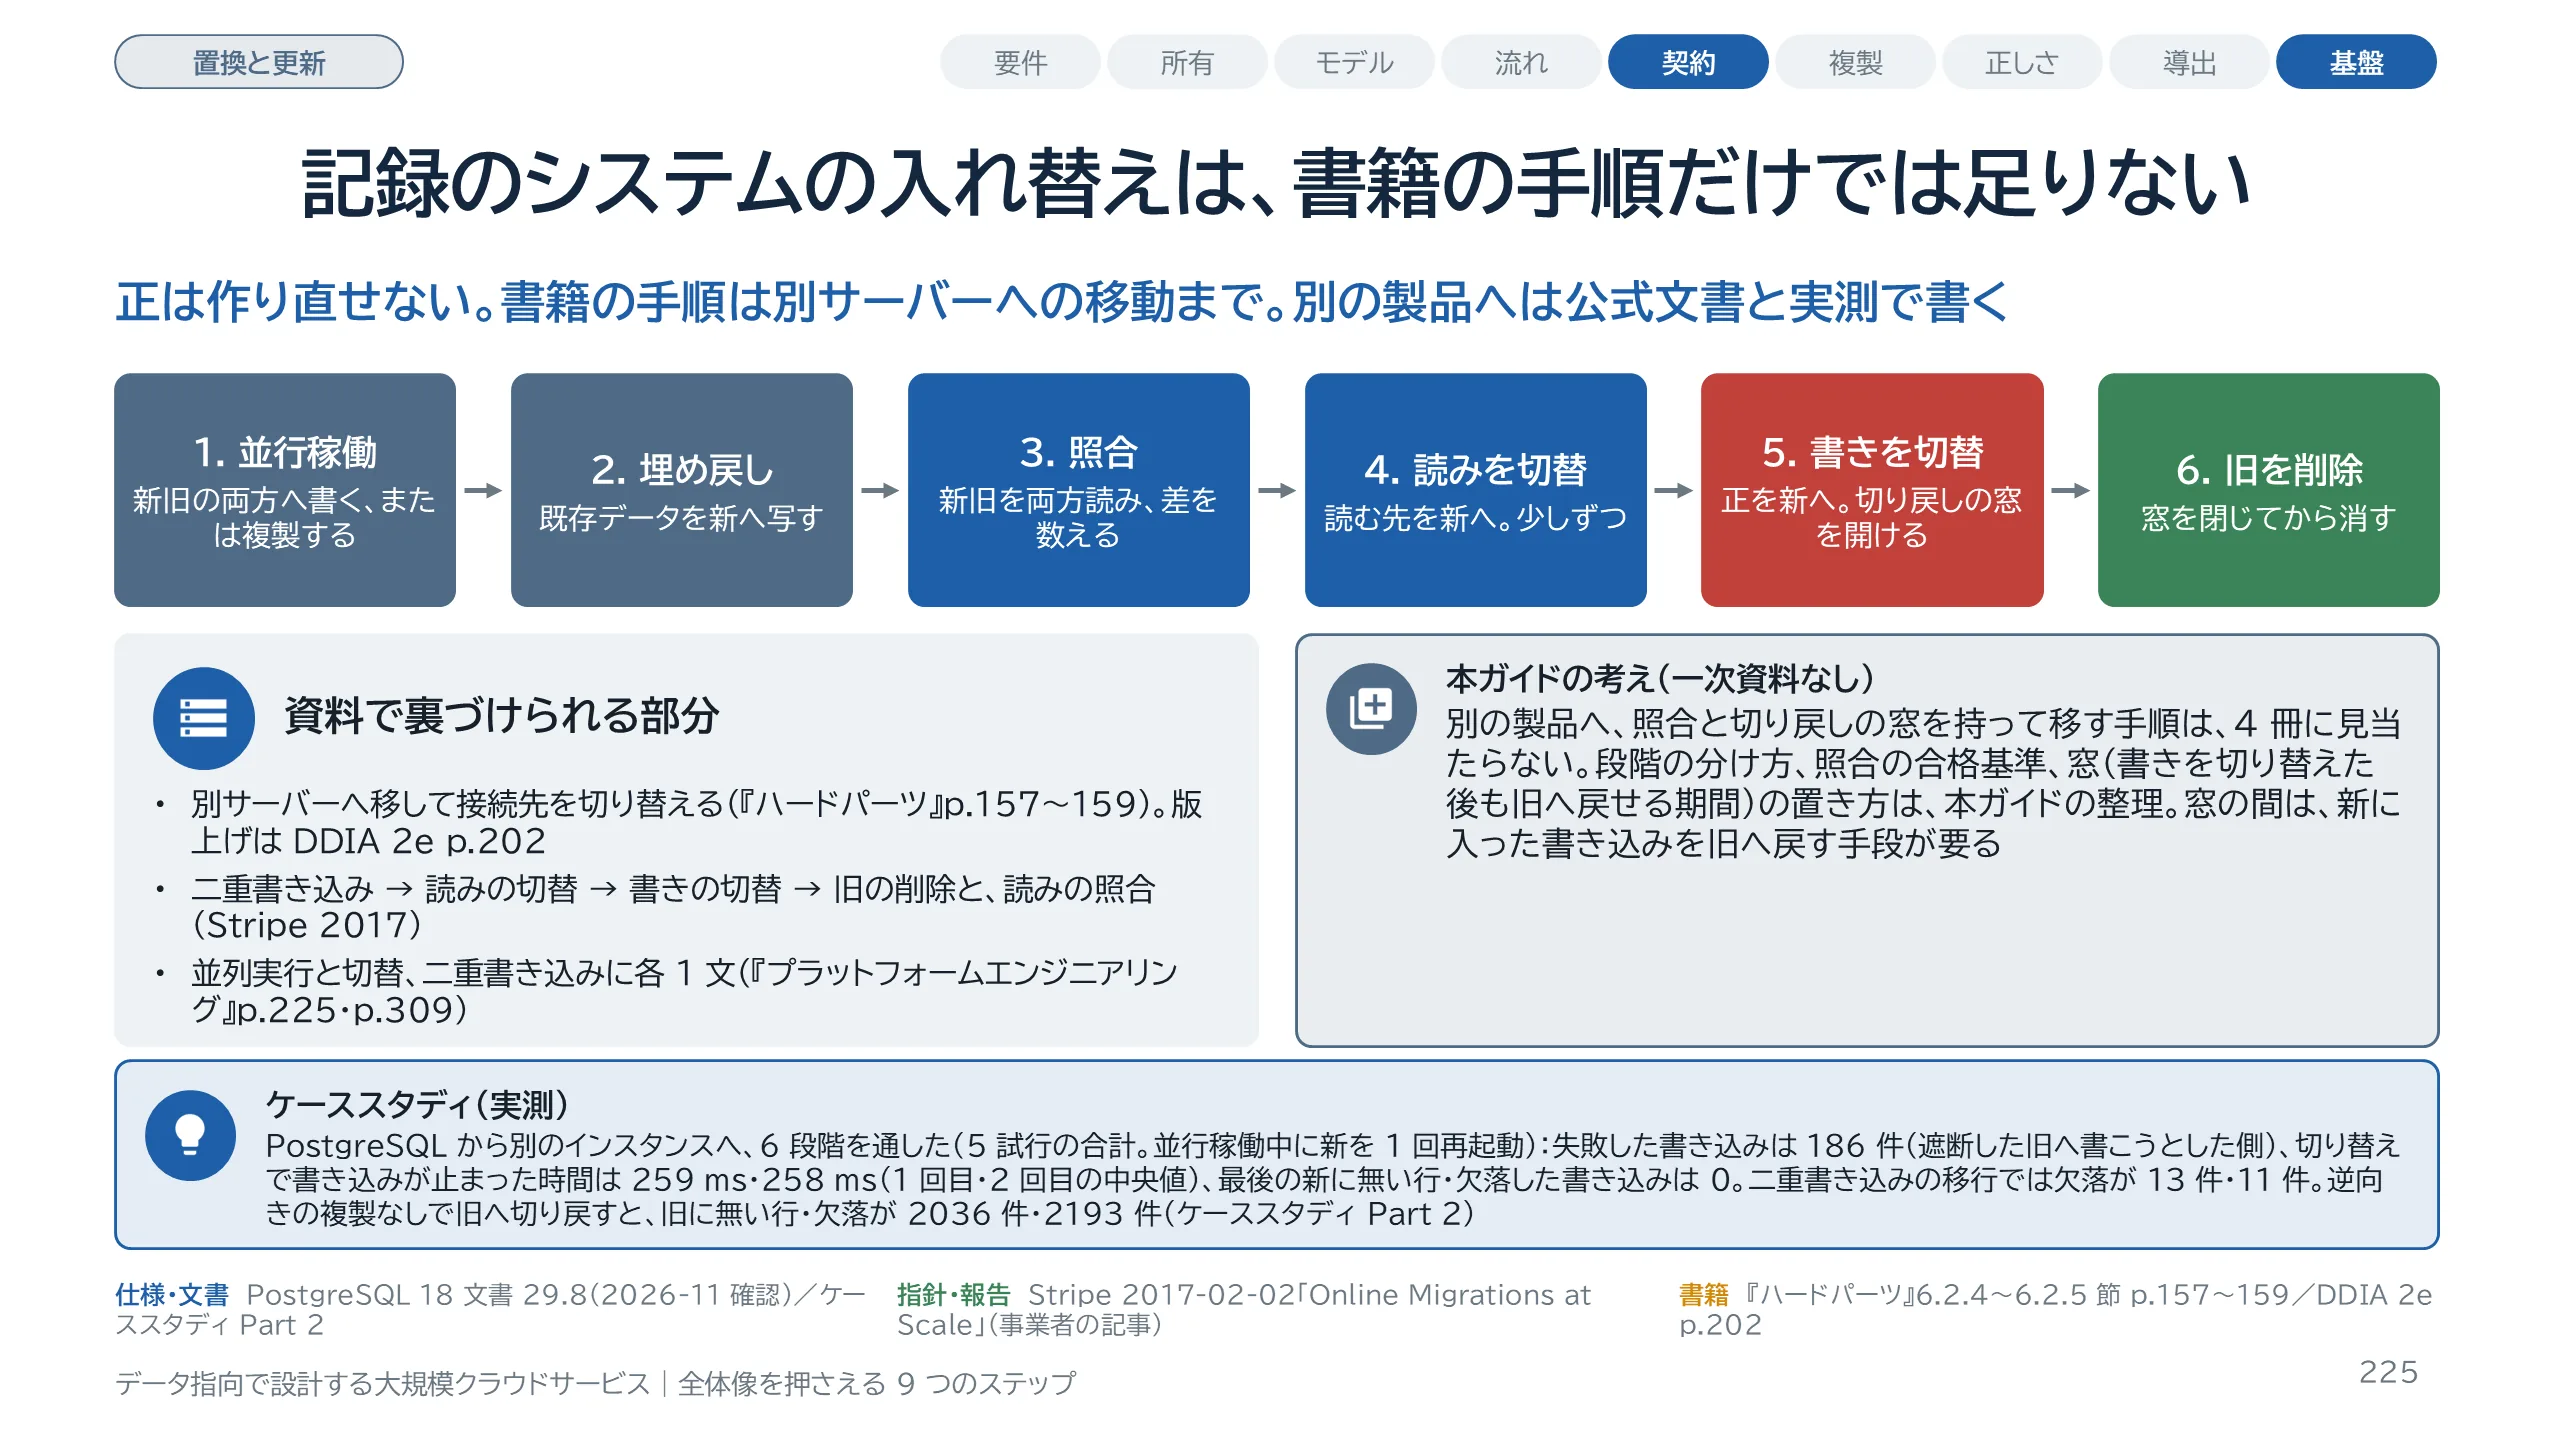 置換と更新
要件
所有
モデル
流れ
契約
複製
正しさ
導出
基盤
記録のシステムの入れ替えは、書籍の手順だけでは足りない
正は作り直せない。書籍の手順は別サーバーへの移動まで。別の製品へは公式文書と実測で書く
1. 並行稼働
新旧の両方へ書く、また
は複製する
2. 埋め戻し
既存データを新へ写す
3. 照合
新旧を両方読み、差を
数える
4. 読みを切替
読む先を新へ。少しずつ
5. 書きを切替
正を新へ。切り戻しの窓
を開ける
6. 旧を削除
窓を閉じてから消す
資料で裏づけられる部分
・ 別サーバーへ移して接続先を切り替える（『ハードパーツ』p.157〜159）。版
上げは DDIA 2e p.202
・ 二重書き込み → 読みの切替 → 書きの切替 → 旧の削除と、読みの照合
（Stripe 2017）
・ 並列実行と切替、二重書き込みに各 1 文（『プラットフォームエンジニアリン
グ』p.225・p.309）
本ガイドの考え（一次資料なし）
別の製品へ、照合と切り戻しの窓を持って移す手順は、4 冊に見当
たらない。段階の分け方、照合の合格基準、窓（書きを切り替えた
後も旧へ戻せる期間）の置き方は、本ガイドの整理。窓の間は、新に
入った書き込みを旧へ戻す手段が要る
ケーススタディ（実測）
PostgreSQL から別のインスタンスへ、6 段階を通した（5 試行の合計。並行稼働中に新を 1 回再起動）：失敗した書き込みは 186 件（遮断した旧へ書こうとした側）、切り替え
で書き込みが止まった時間は 259 ms・258 ms（1 回目・2 回目の中央値）、最後の新に無い行・欠落した書き込みは 0。二重書き込みの移行では欠落が 13 件・11 件。逆向
きの複製なしで旧へ切り戻すと、旧に無い行・欠落が 2036 件・2193 件（ケーススタディ Part 2）
仕様・文書 PostgreSQL 18 文書 29.8（2026-11 確認）／ケー
ススタディ Part 2
指針・報告 Stripe 2017-02-02「Online Migrations at
Scale」（事業者の記事）
書籍 『ハードパーツ』6.2.4〜6.2.5 節 p.157〜159／DDIA 2e
p.202
データ指向で設計する大規模クラウドサービス｜全体像を押さえる 9 つのステップ
225